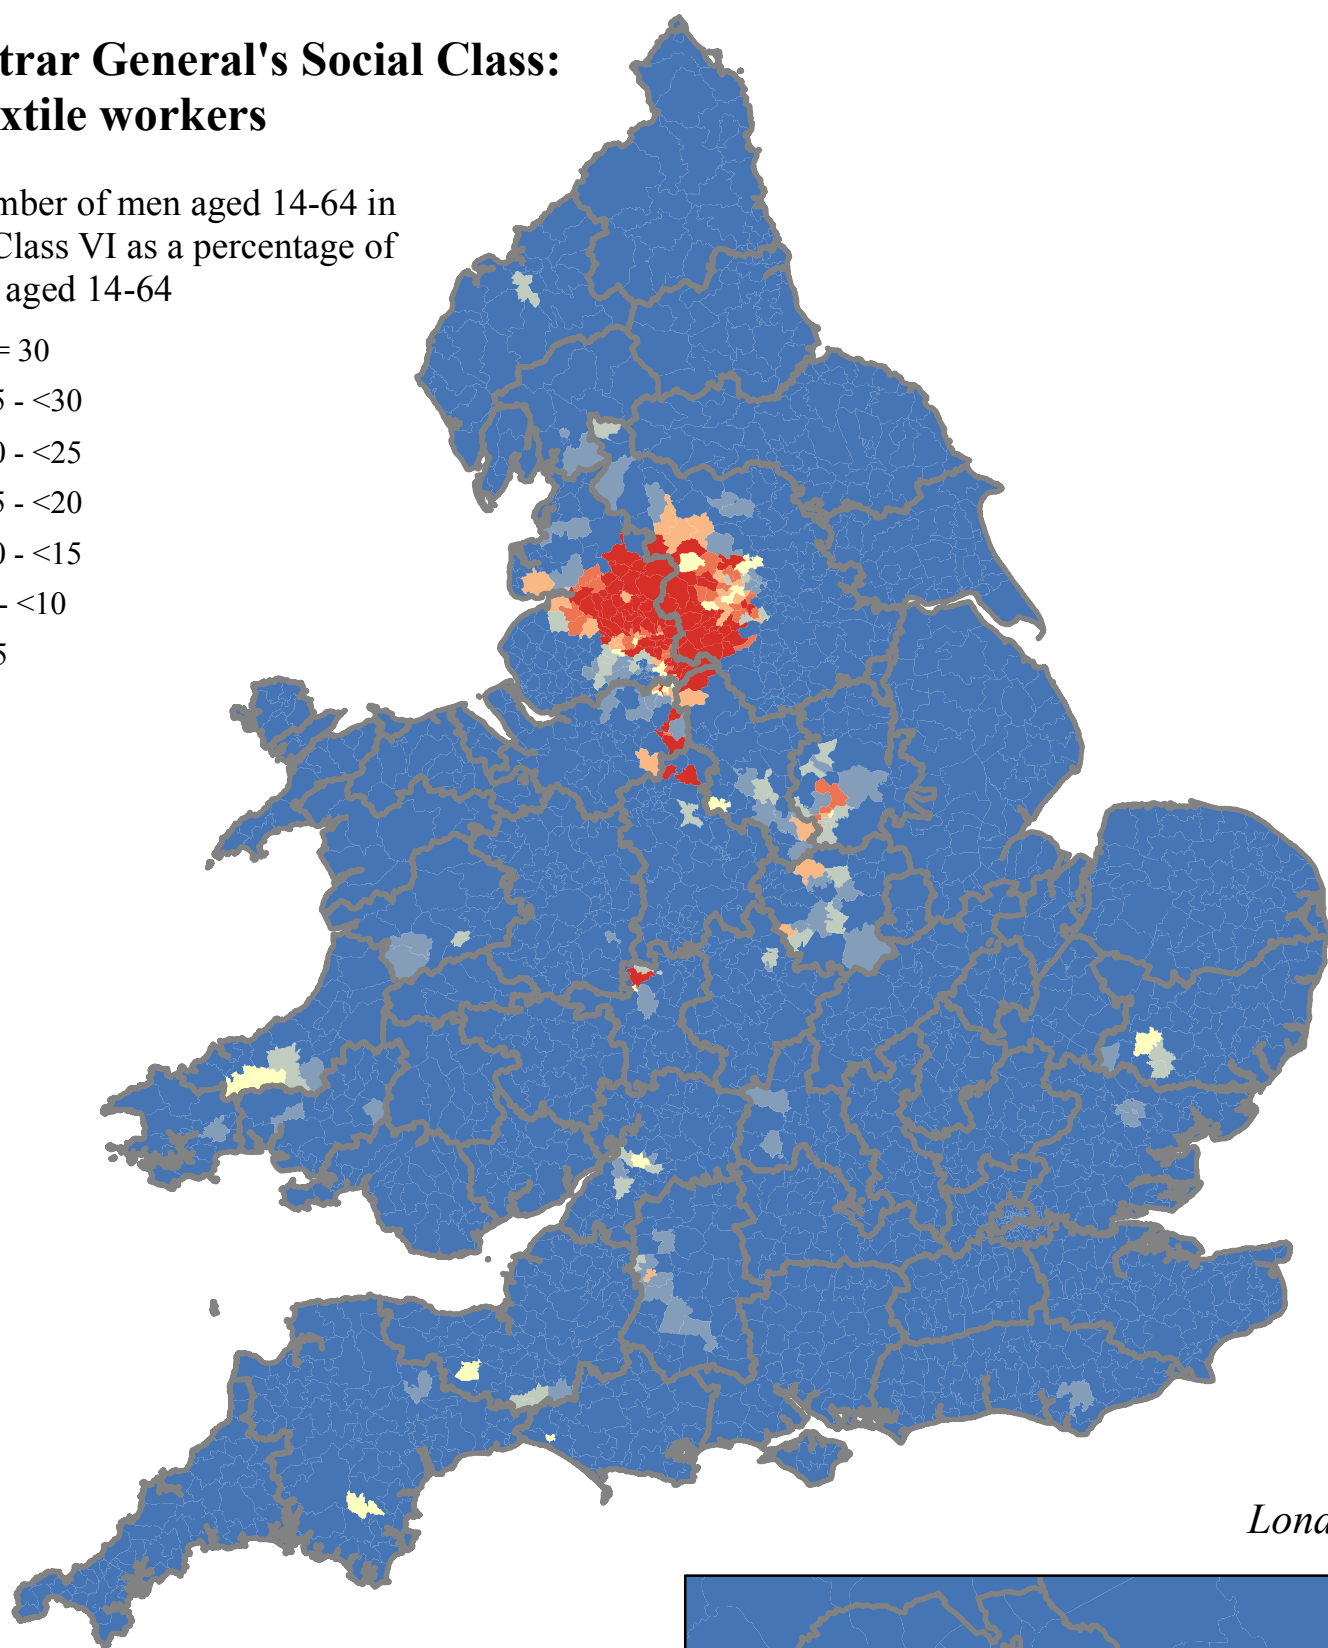 trar General's Social Class:
xtile workers
mber of men aged 14-64 in
Class VI as a percentage of
aged 14-64
= 30
5 - <30
0 - <25
5 - <20
0 - <15
- <10
5
Lond